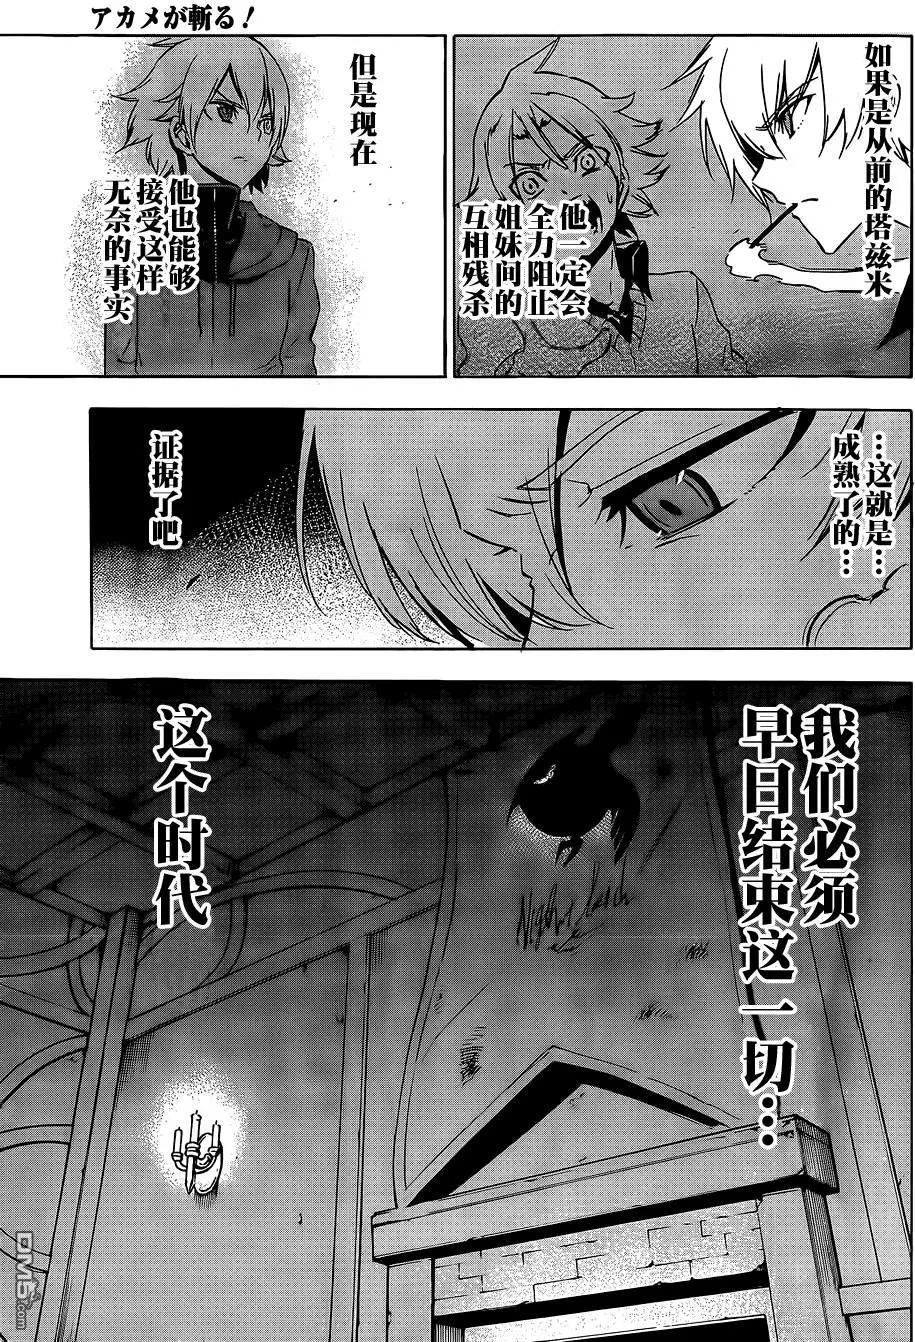 アカメが斬る！
如果是从前的塔兹米
他一定会
全力阻止
姐妹间的
互相残杀
但是现在
他也能够
接受这样
无奈的事实
…这就是…
成熟了的…
证据了吧
我们必须
早日结束这一切…
这个时代
DM5.com